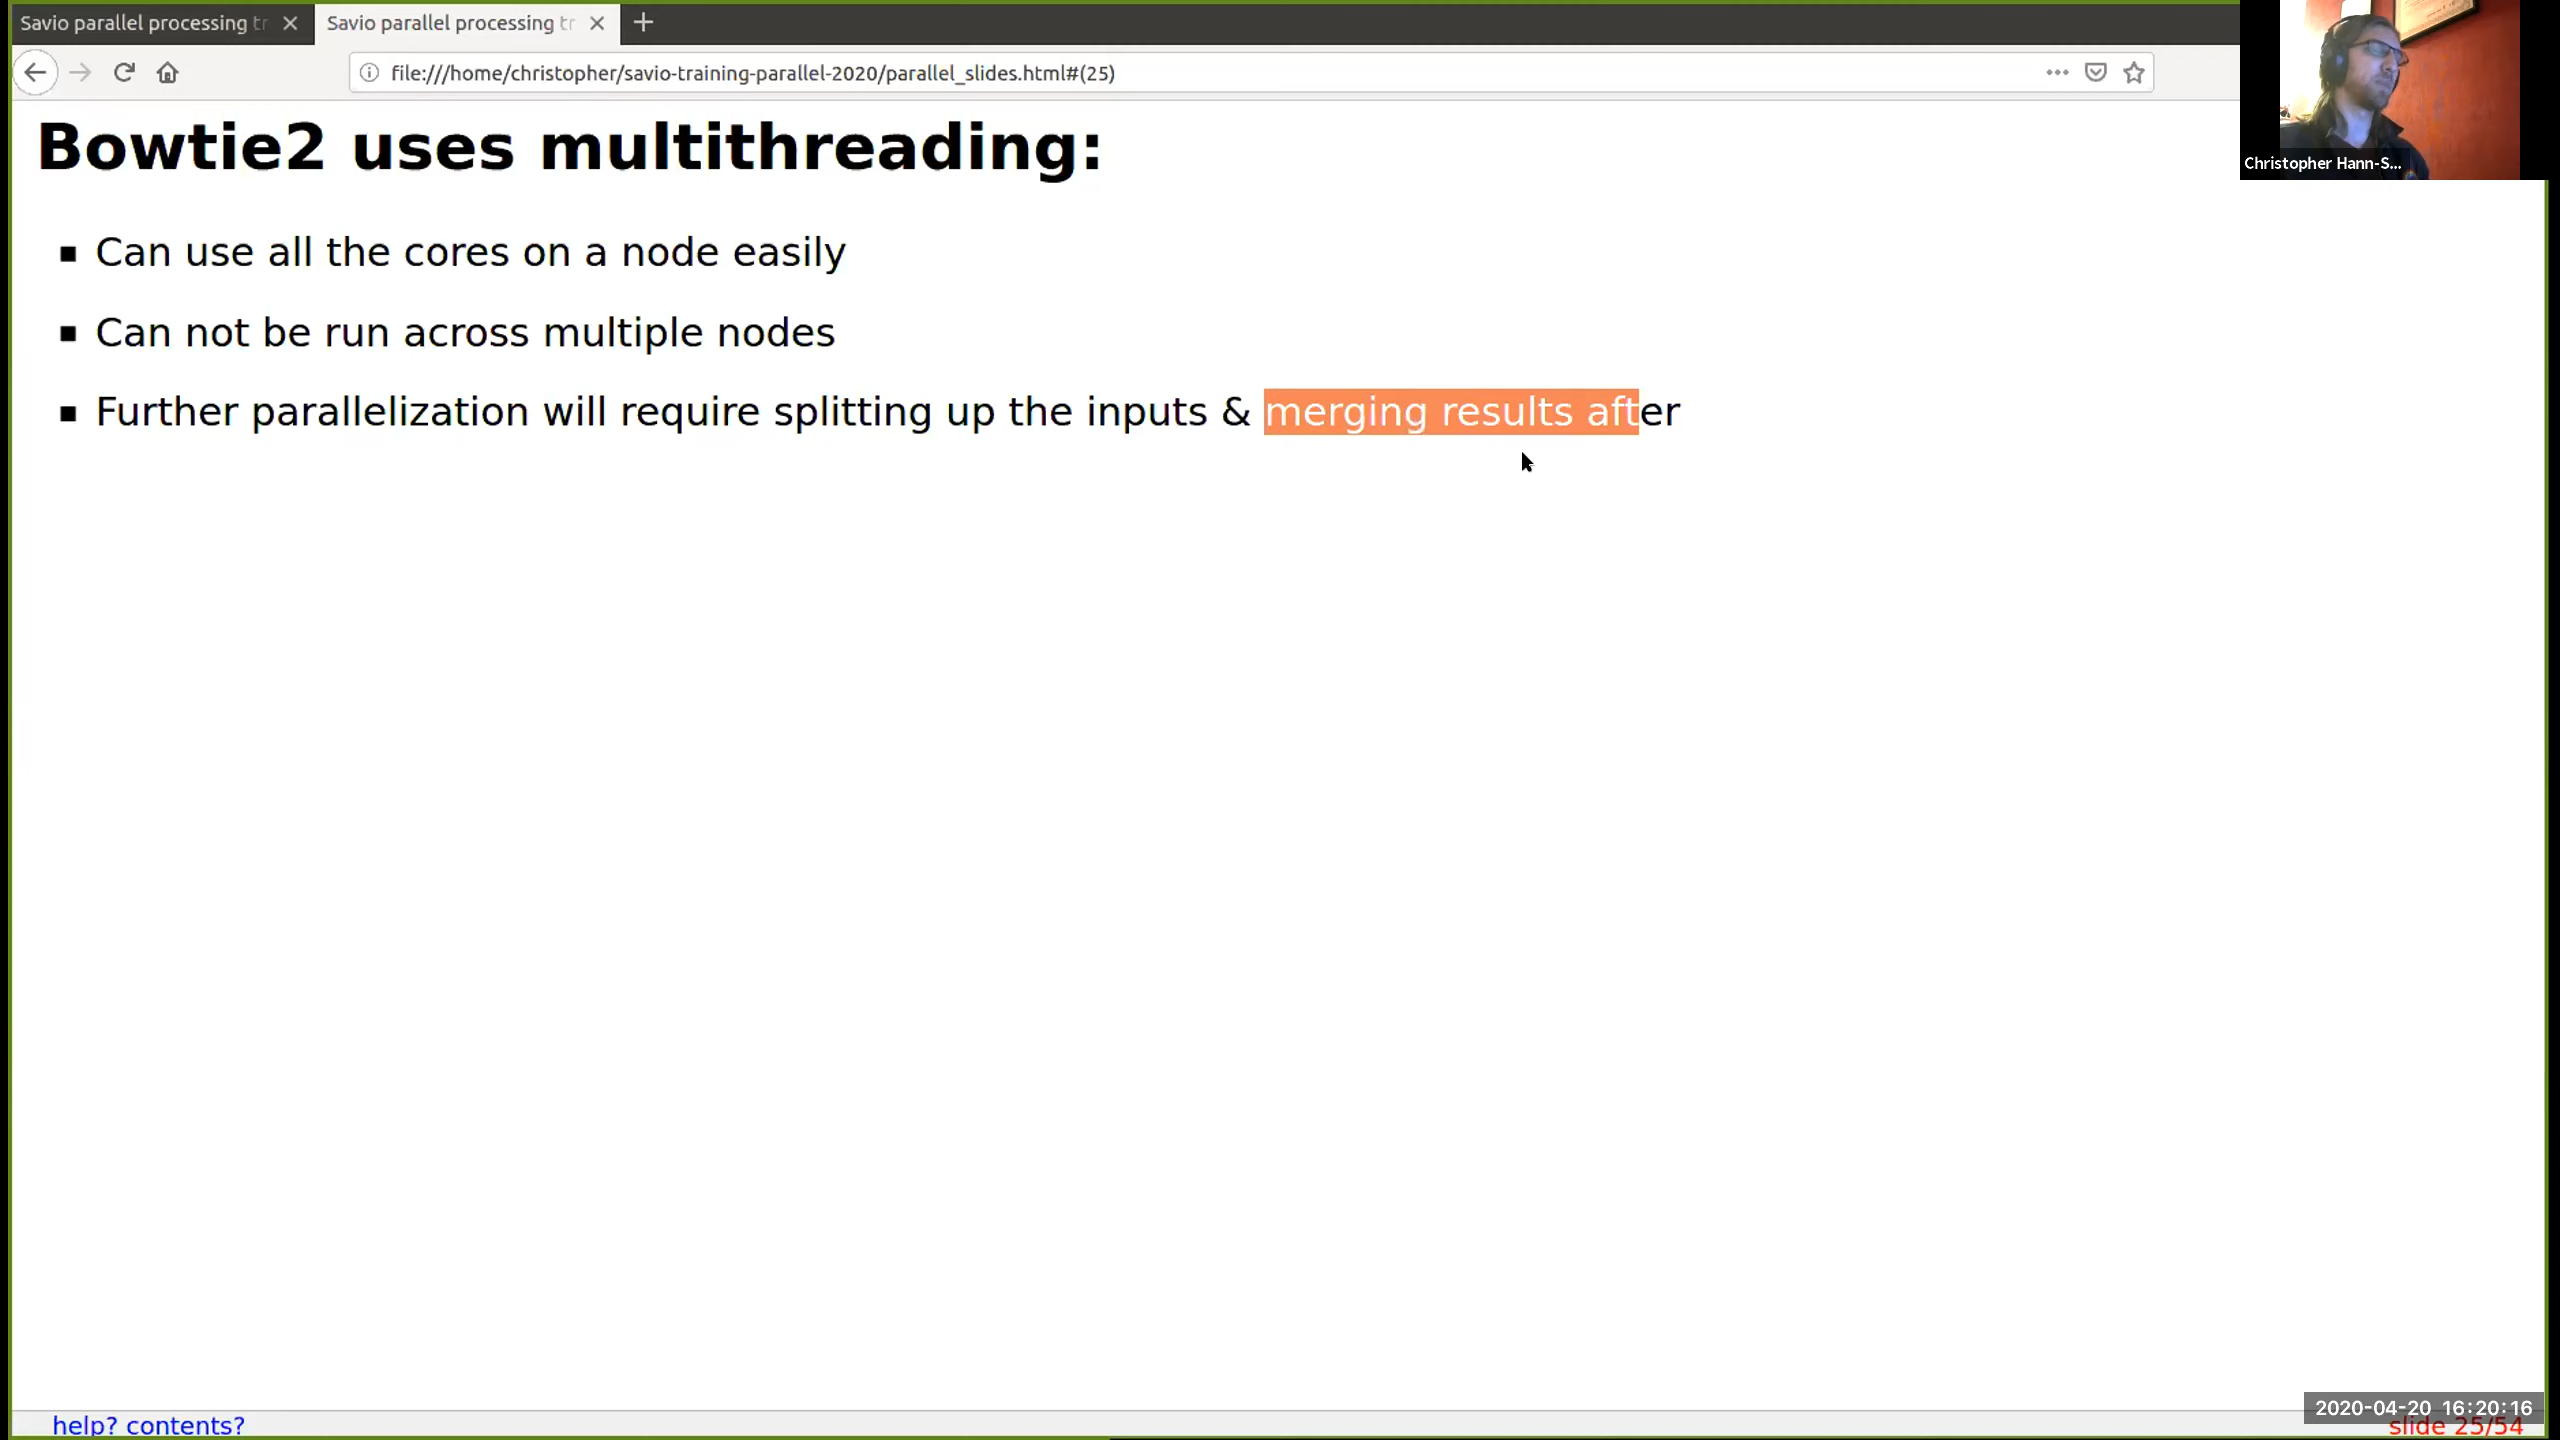 Savio parallel processing tr
Savio parallel processing tr
file:///home/christopher/savio-training-parallel-2020/parallel_slides.html#(25)
Christopher Hann-S...
Bowtie2 uses multithreading:
Can use all the cores on a node easily
Can not be run across multiple nodes
Further parallelization will require splitting up the inputs & merging results after
help? contents?
2020-04-20 16:20:16
slide 25/54